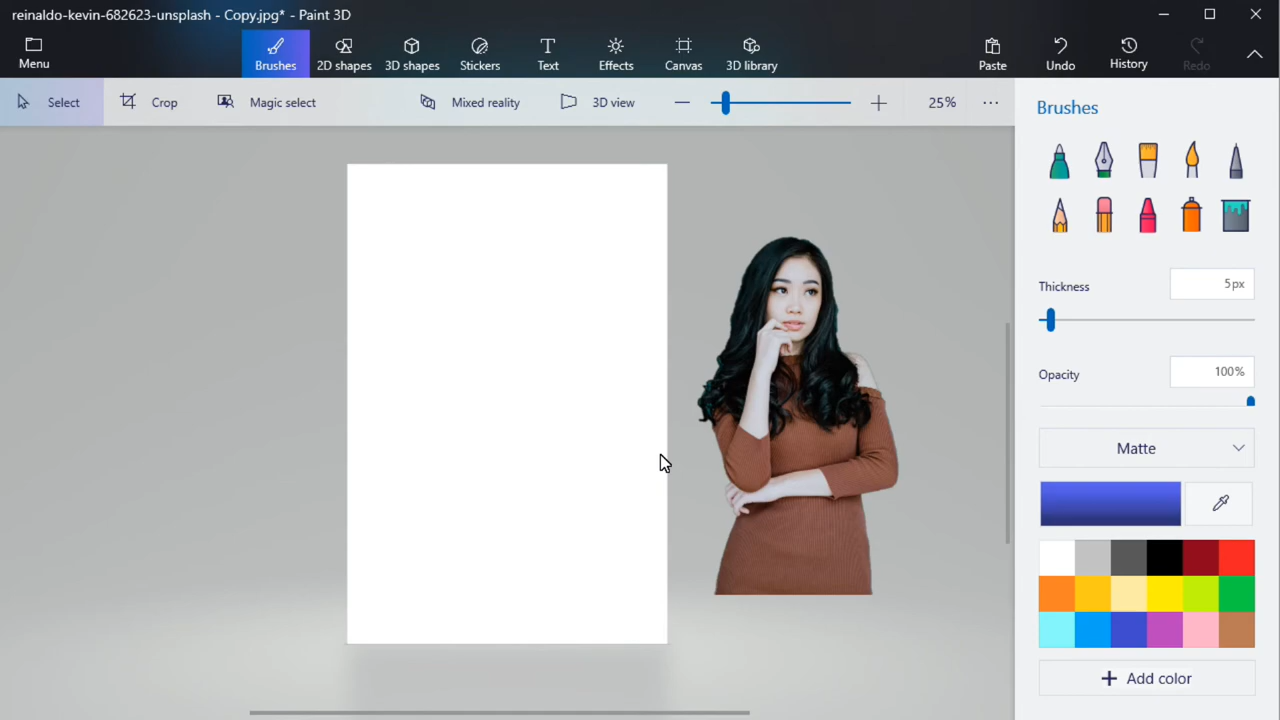 reinaldo-kevin-682623-unsplash - Copy.jpg* - Paint 3D
Menu
Brushes
2D shapes
3D shapes
Stickers
Text
Effects
Canvas
3D library
Paste
Undo
History
Redo
Select
Crop
Magic select
Mixed reality
3D view
25%
Brushes
Thickness
5px
Opacity
100%
Matte
Add color